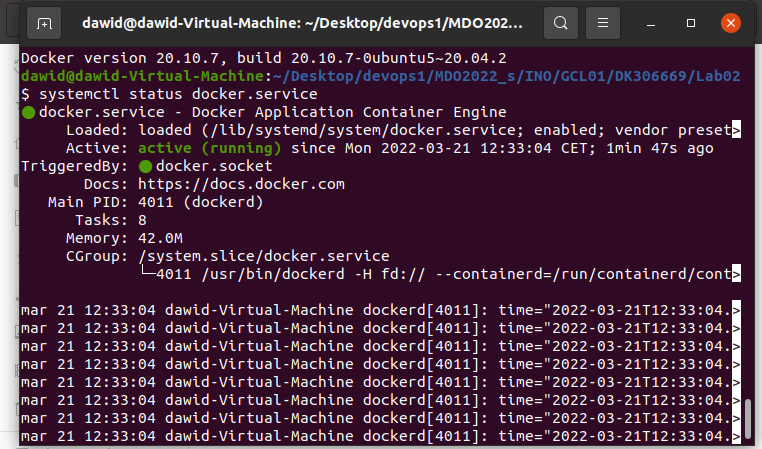 dawid@dawid-Virtual-Machine: ~/Desktop/devops1/MDO202...
Docker version 20.10.7, build 20.10.7-0ubuntu5~20.04.2
dawid@dawid-Virtual-Machine:~/Desktop/devops1/MDO2022_s/INO/GCL01/DK306669/Lab02
$ systemctl status docker.service
● docker.service - Docker Application Container Engine
     Loaded: loaded (/lib/systemd/system/docker.service; enabled; vendor preset>
     Active: active (running) since Mon 2022-03-21 12:33:04 CET; 1min 47s ago
TriggeredBy: ● docker.socket
       Docs: https://docs.docker.com
   Main PID: 4011 (dockerd)
      Tasks: 8
     Memory: 42.0M
     CGroup: /system.slice/docker.service
             └─4011 /usr/bin/dockerd -H fd:// --containerd=/run/containerd/cont>
mar 21 12:33:04 dawid-Virtual-Machine dockerd[4011]: time="2022-03-21T12:33:04.>
mar 21 12:33:04 dawid-Virtual-Machine dockerd[4011]: time="2022-03-21T12:33:04.>
mar 21 12:33:04 dawid-Virtual-Machine dockerd[4011]: time="2022-03-21T12:33:04.>
mar 21 12:33:04 dawid-Virtual-Machine dockerd[4011]: time="2022-03-21T12:33:04.>
mar 21 12:33:04 dawid-Virtual-Machine dockerd[4011]: time="2022-03-21T12:33:04.>
mar 21 12:33:04 dawid-Virtual-Machine dockerd[4011]: time="2022-03-21T12:33:04.>
mar 21 12:33:04 dawid-Virtual-Machine dockerd[4011]: time="2022-03-21T12:33:04.>
mar 21 12:33:04 dawid-Virtual-Machine dockerd[4011]: time="2022-03-21T12:33:04.>